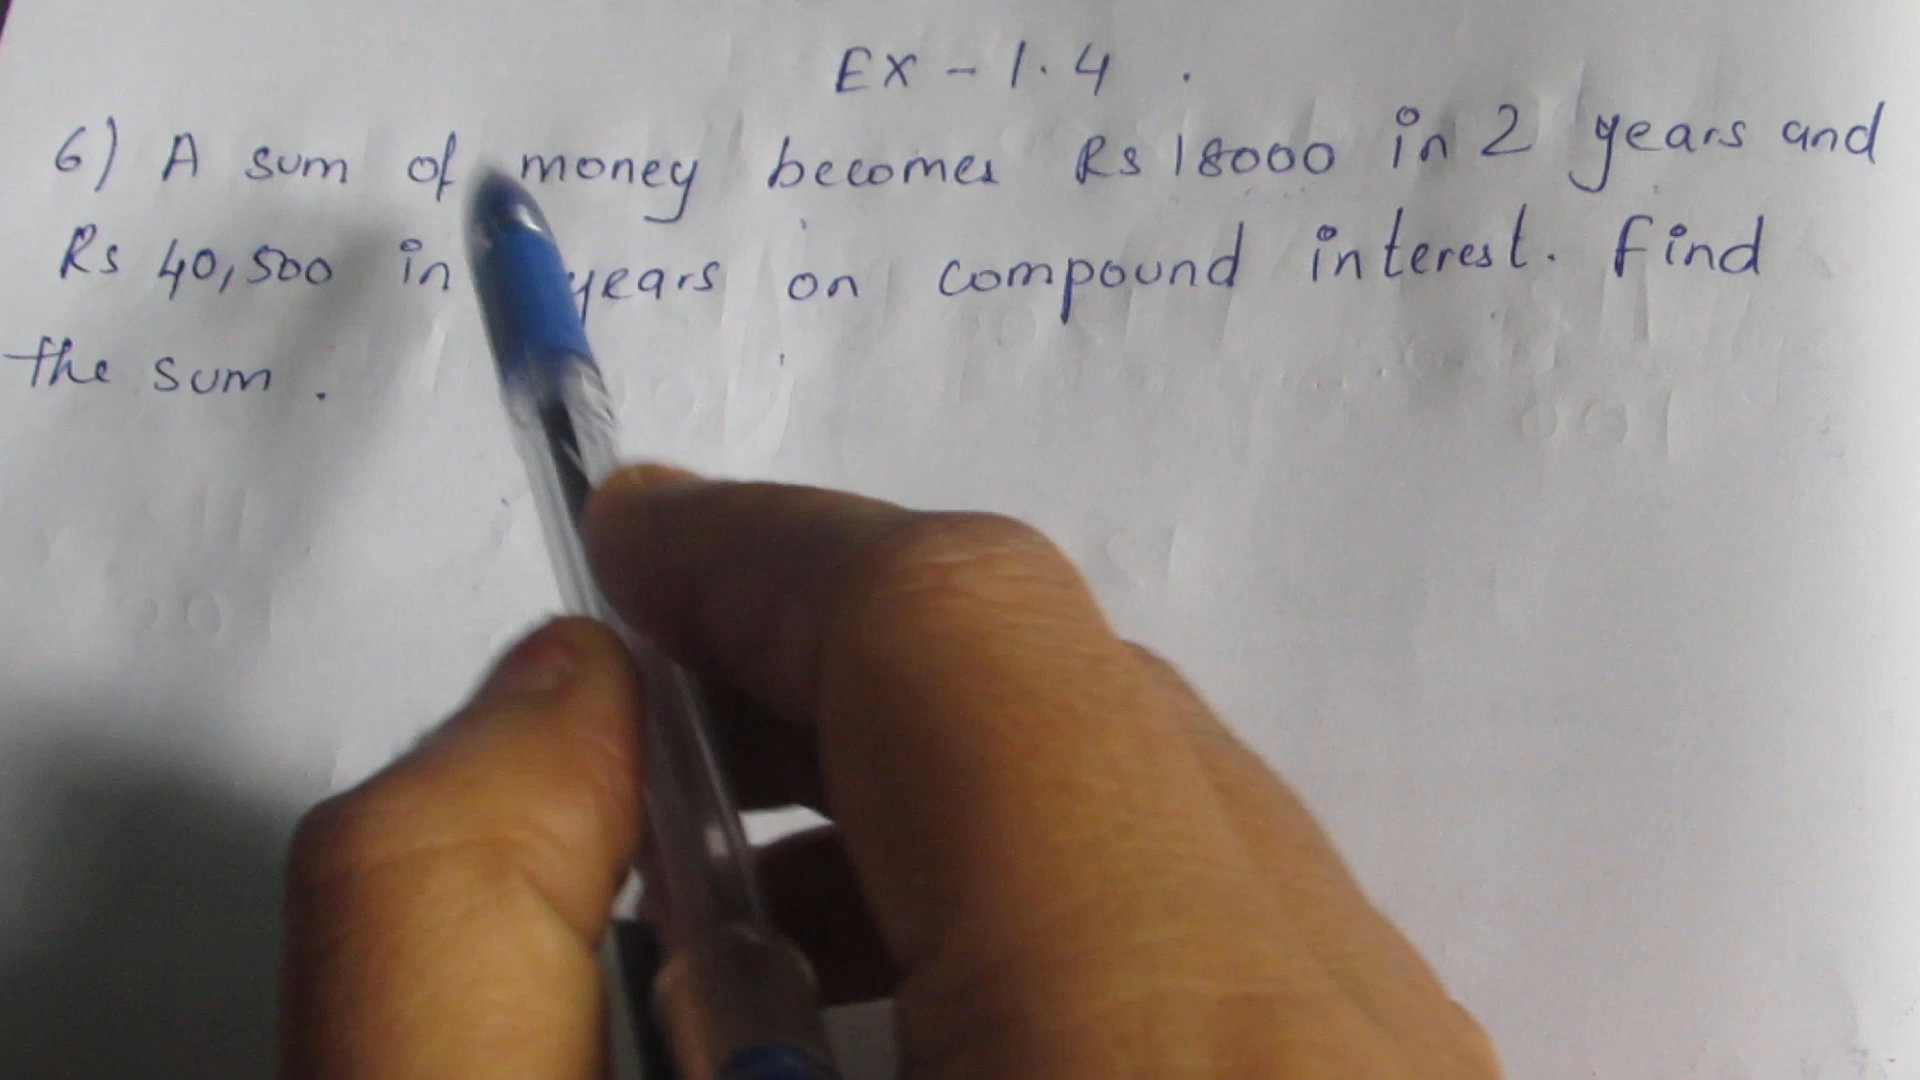 EX - 1.4 .
6) A sum of money becomes Rs 18000 in 2 years and
Rs 40,500 in years on compound interest. Find
the sum .